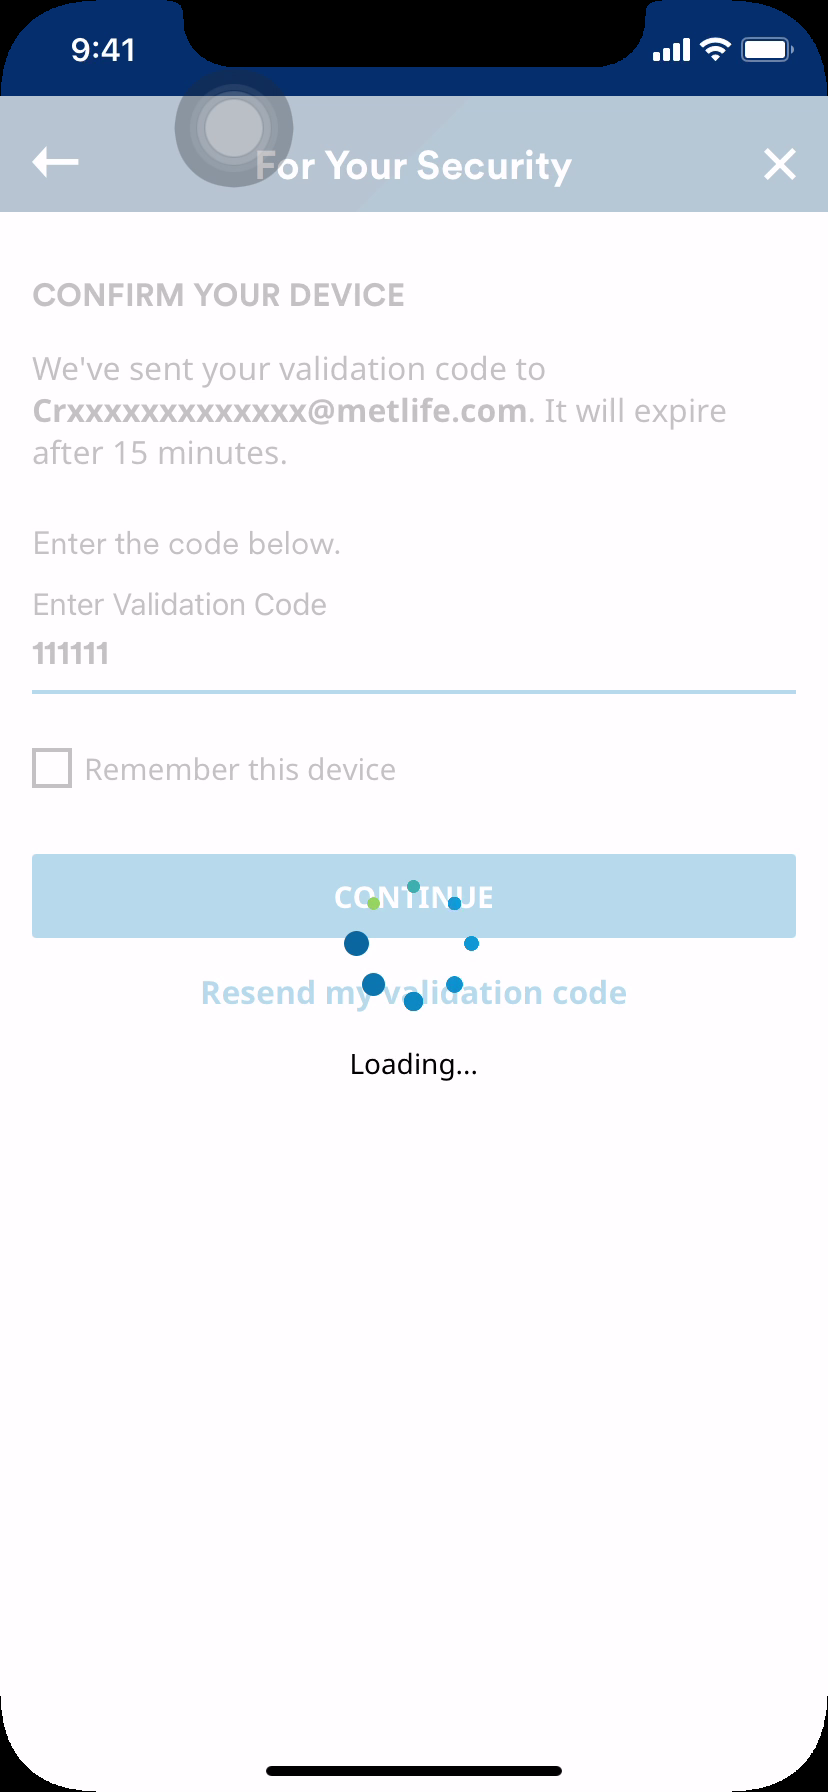 9:41
For Your Security
CONFIRM YOUR DEVICE
We've sent your validation code to
Crxxxxxxxxxxxxx@metlife.com. It will expire
after 15 minutes.
Enter the code below.
Enter Validation Code
111111
Remember this device
CONTINUE
Resend my validation code
Loading...